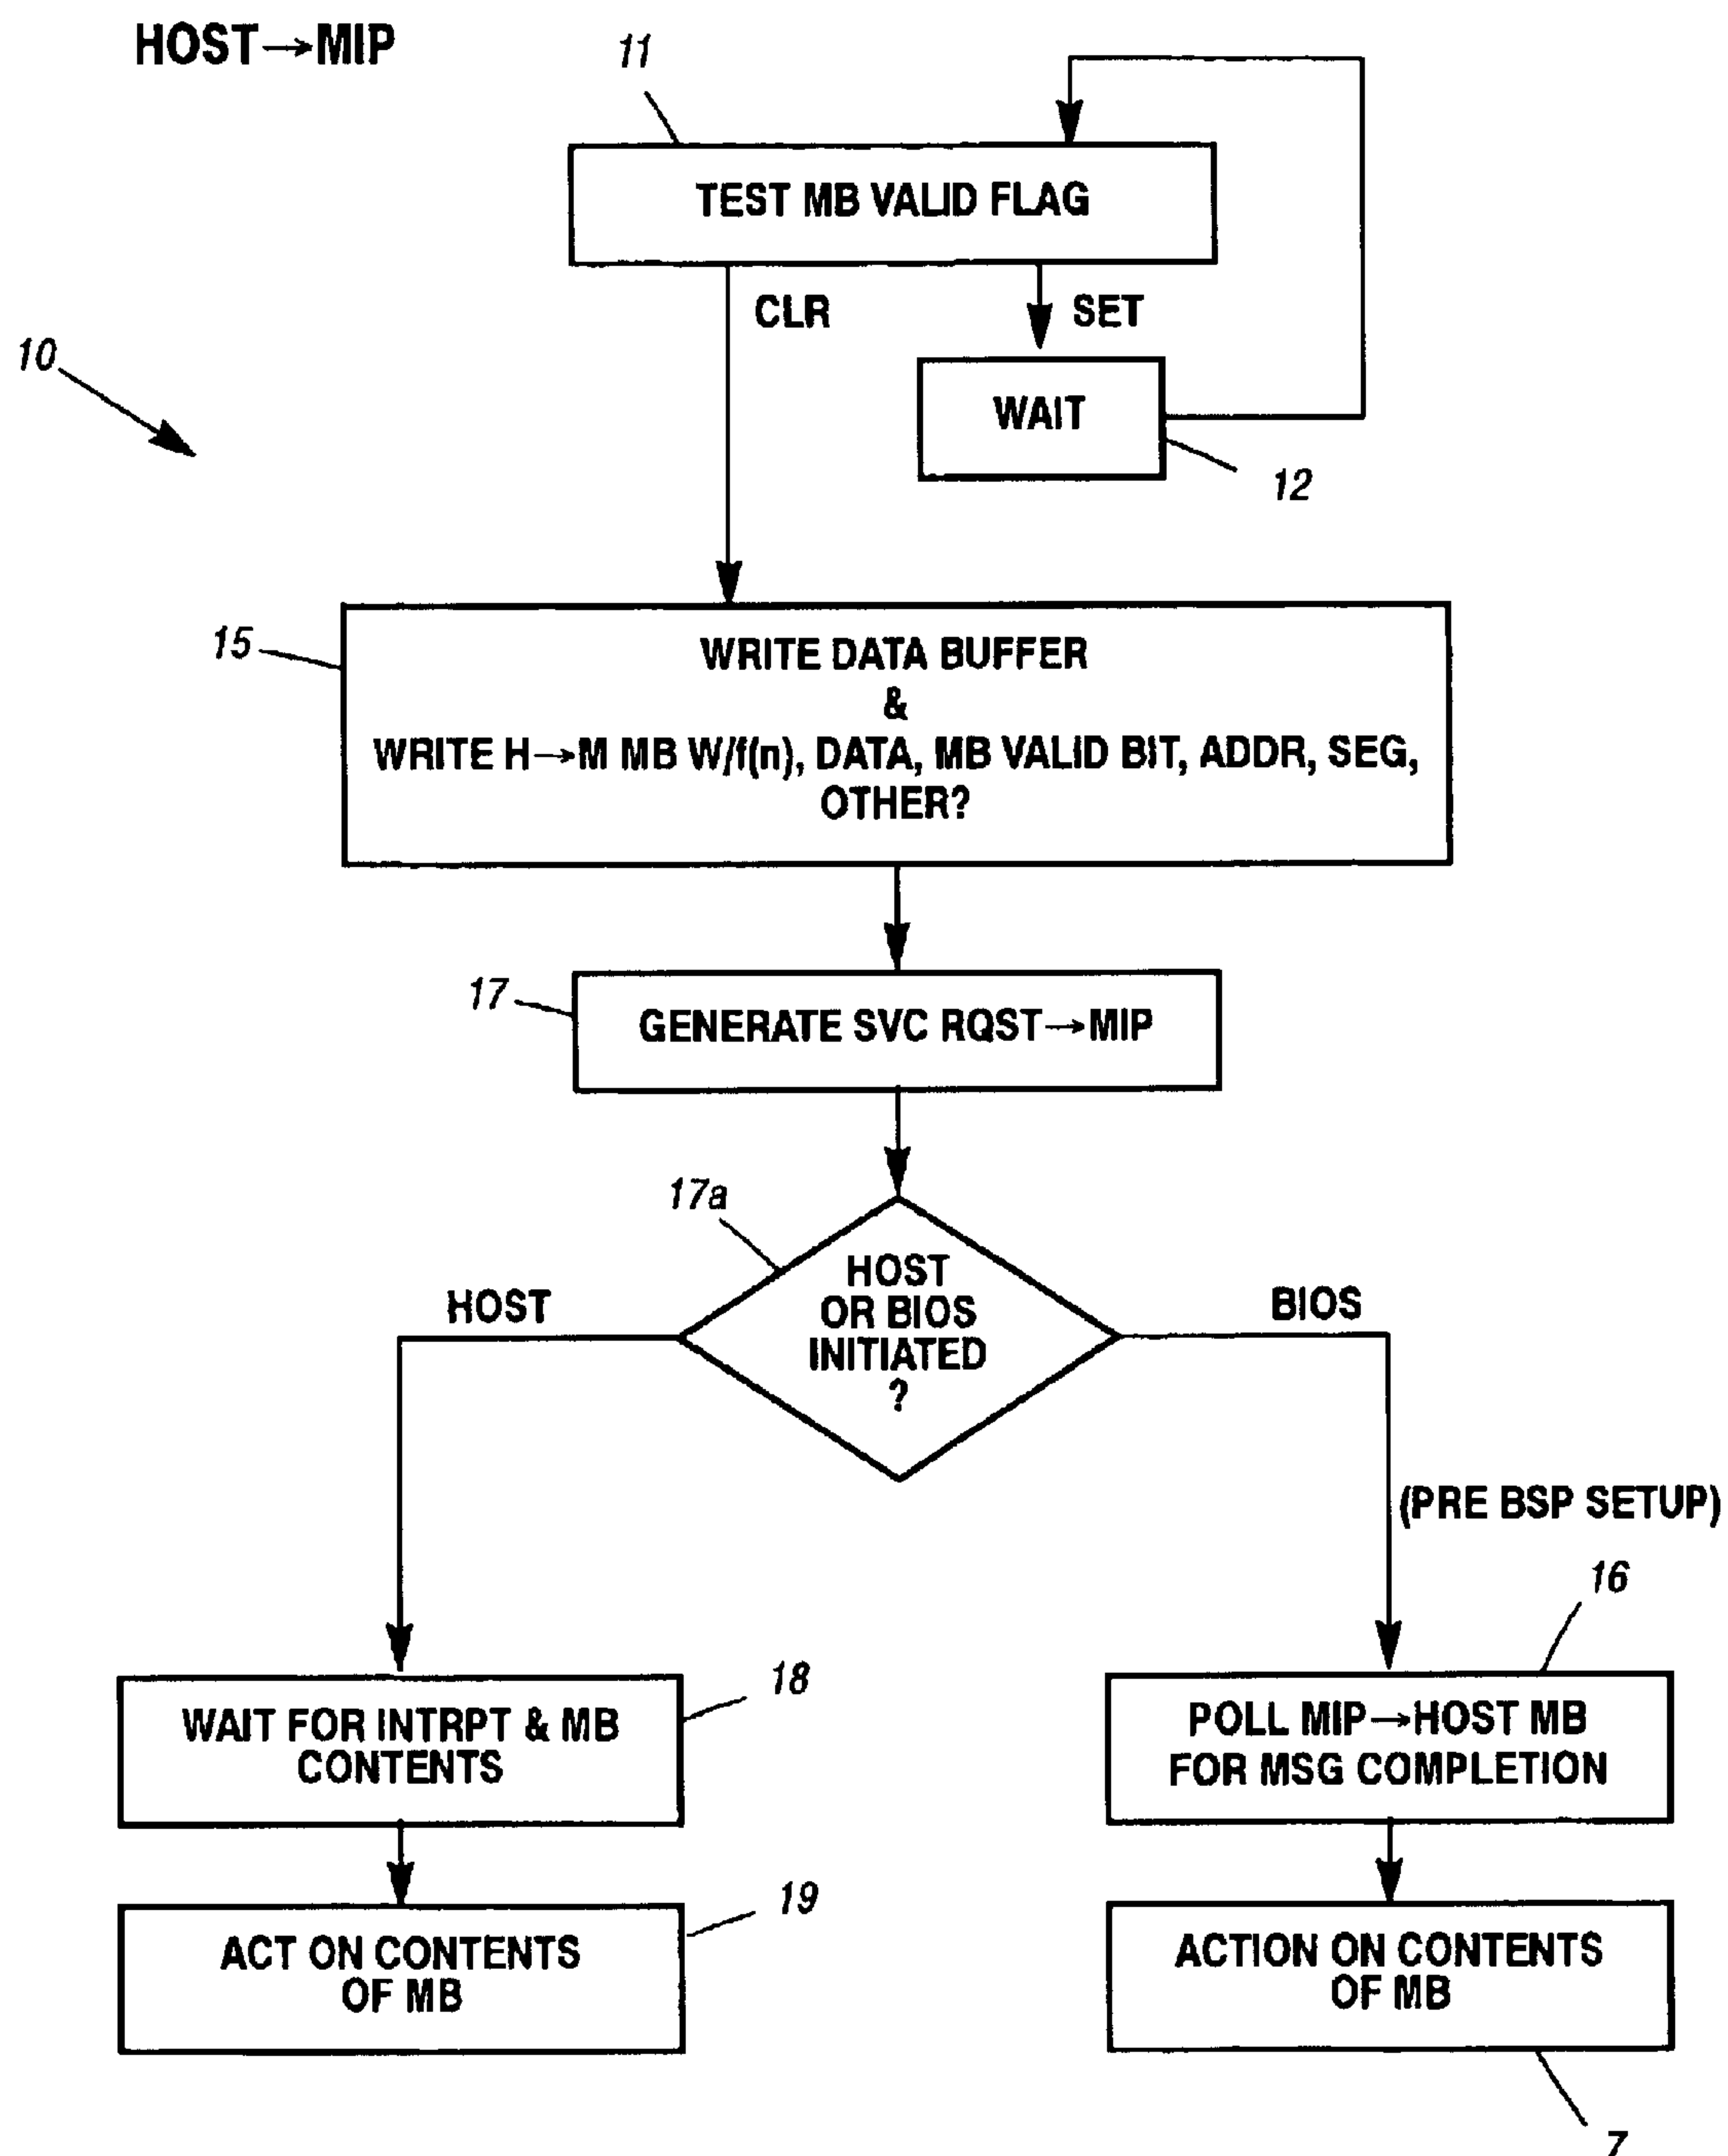 HOST→MIP
11
TEST MB VALID FLAG
CLR
SET
10
WAIT
12
15
WRITE DATA BUFFER
&
WRITE H→M MB W/f(n), DATA, MB VALID BIT, ADDR, SEG,
OTHER?
17
GENERATE SVC RQST→MIP
17a
HOST
OR BIOS
INITIATED
?
HOST
BIOS
(PRE BSP SETUP)
16
18
WAIT FOR INTRPT & MB
CONTENTS
POLL MIP→HOST MB
FOR MSG COMPLETION
19
ACT ON CONTENTS
OF MB
ACTION ON CONTENTS
OF MB
7